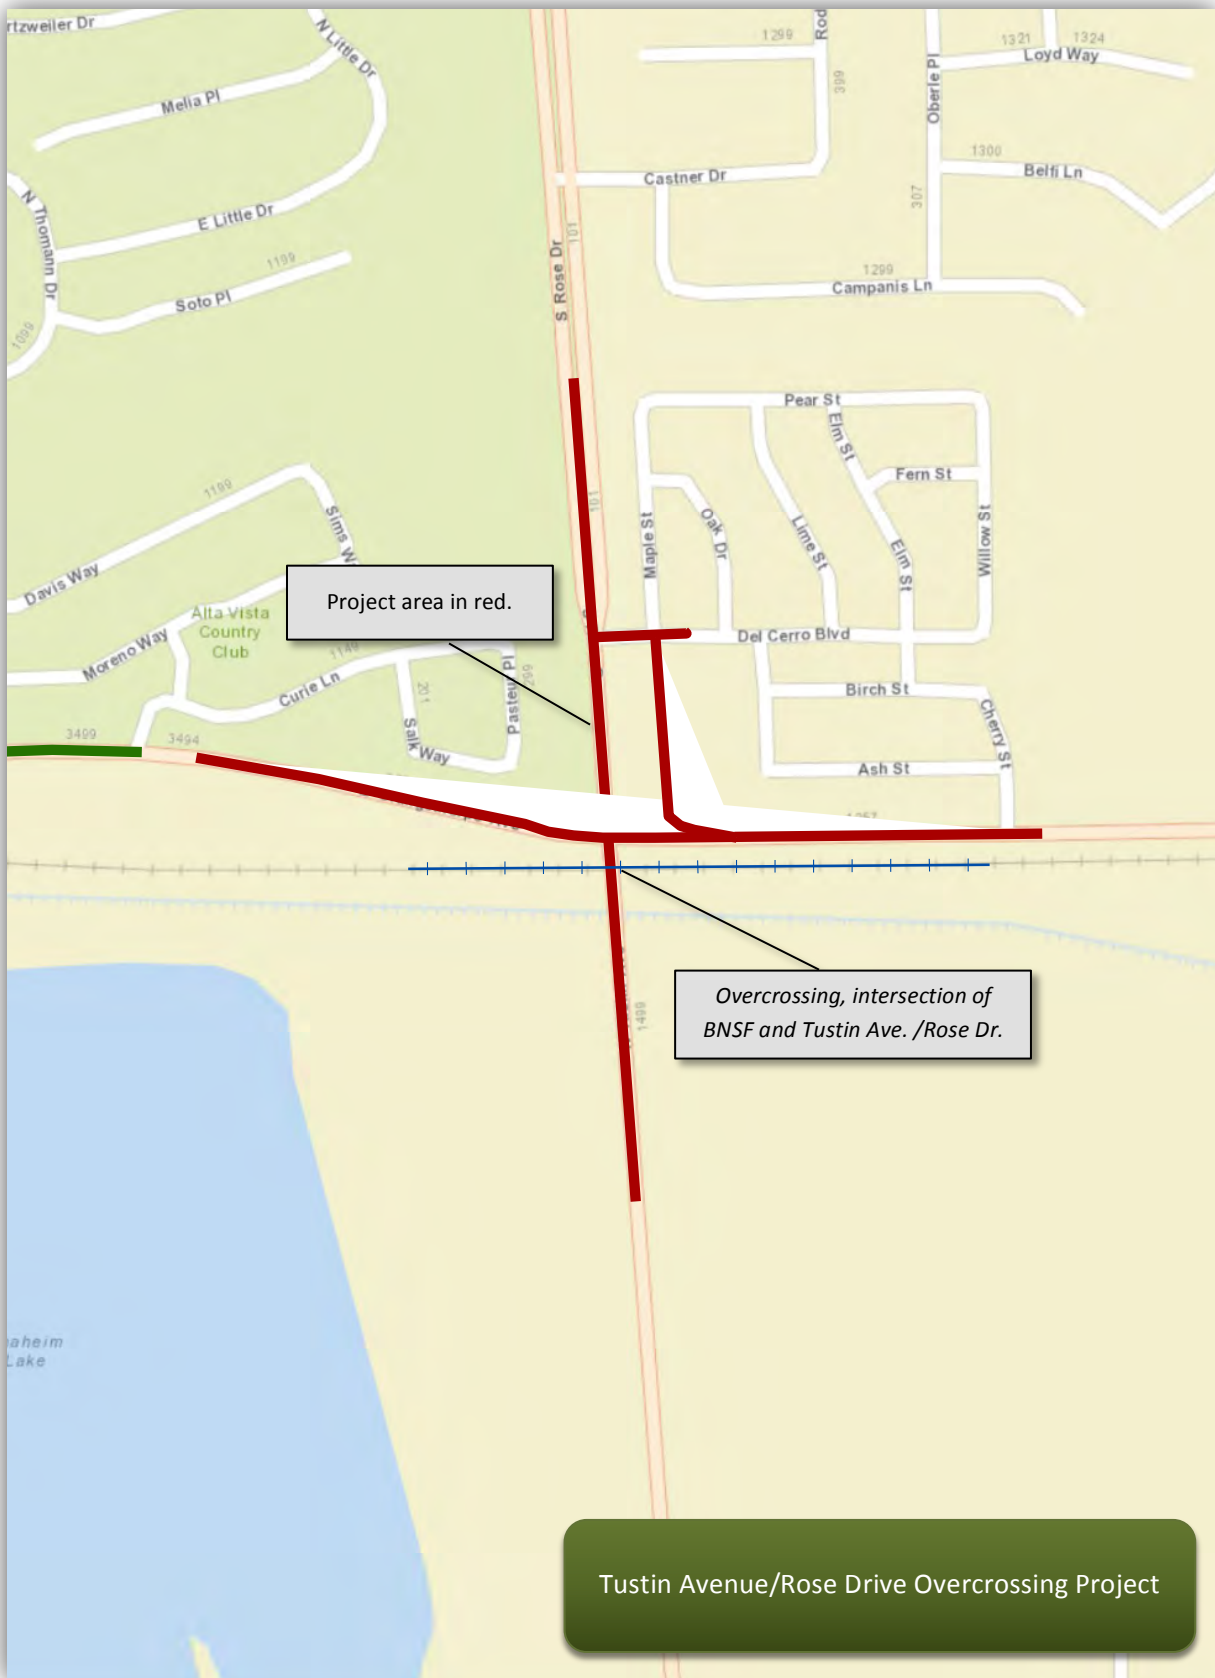 rtzweiler Dr
N Little Dr
Melia Pl
E Little Dr
N Thomann Dr
1199
Soto Pl
1099
Rod
1299
399
Oberle Pl
1321
1324
Loyd Way
1300
Belfi Ln
Castner Dr
307
101
S Rose Dr
1299
Campanis Ln
Pear St
Elm St
Fern St
1199
Sims W
101
Maple St
Oak Dr
Lime St
Elm St
Willow St
Davis Way
Project area in red.
Alta Vista
Country
Club
Moreno Way
1149
Del Cerro Blvd
Curie Ln
201
Pasteur Pl
299
Birch St
Cherry St
Salk Way
3499
3494
Ash St
Overcrossing, intersection of
BNSF and Tustin Ave. /Rose Dr.
1499
aheim
Lake
Tustin Avenue/Rose Drive Overcrossing Project